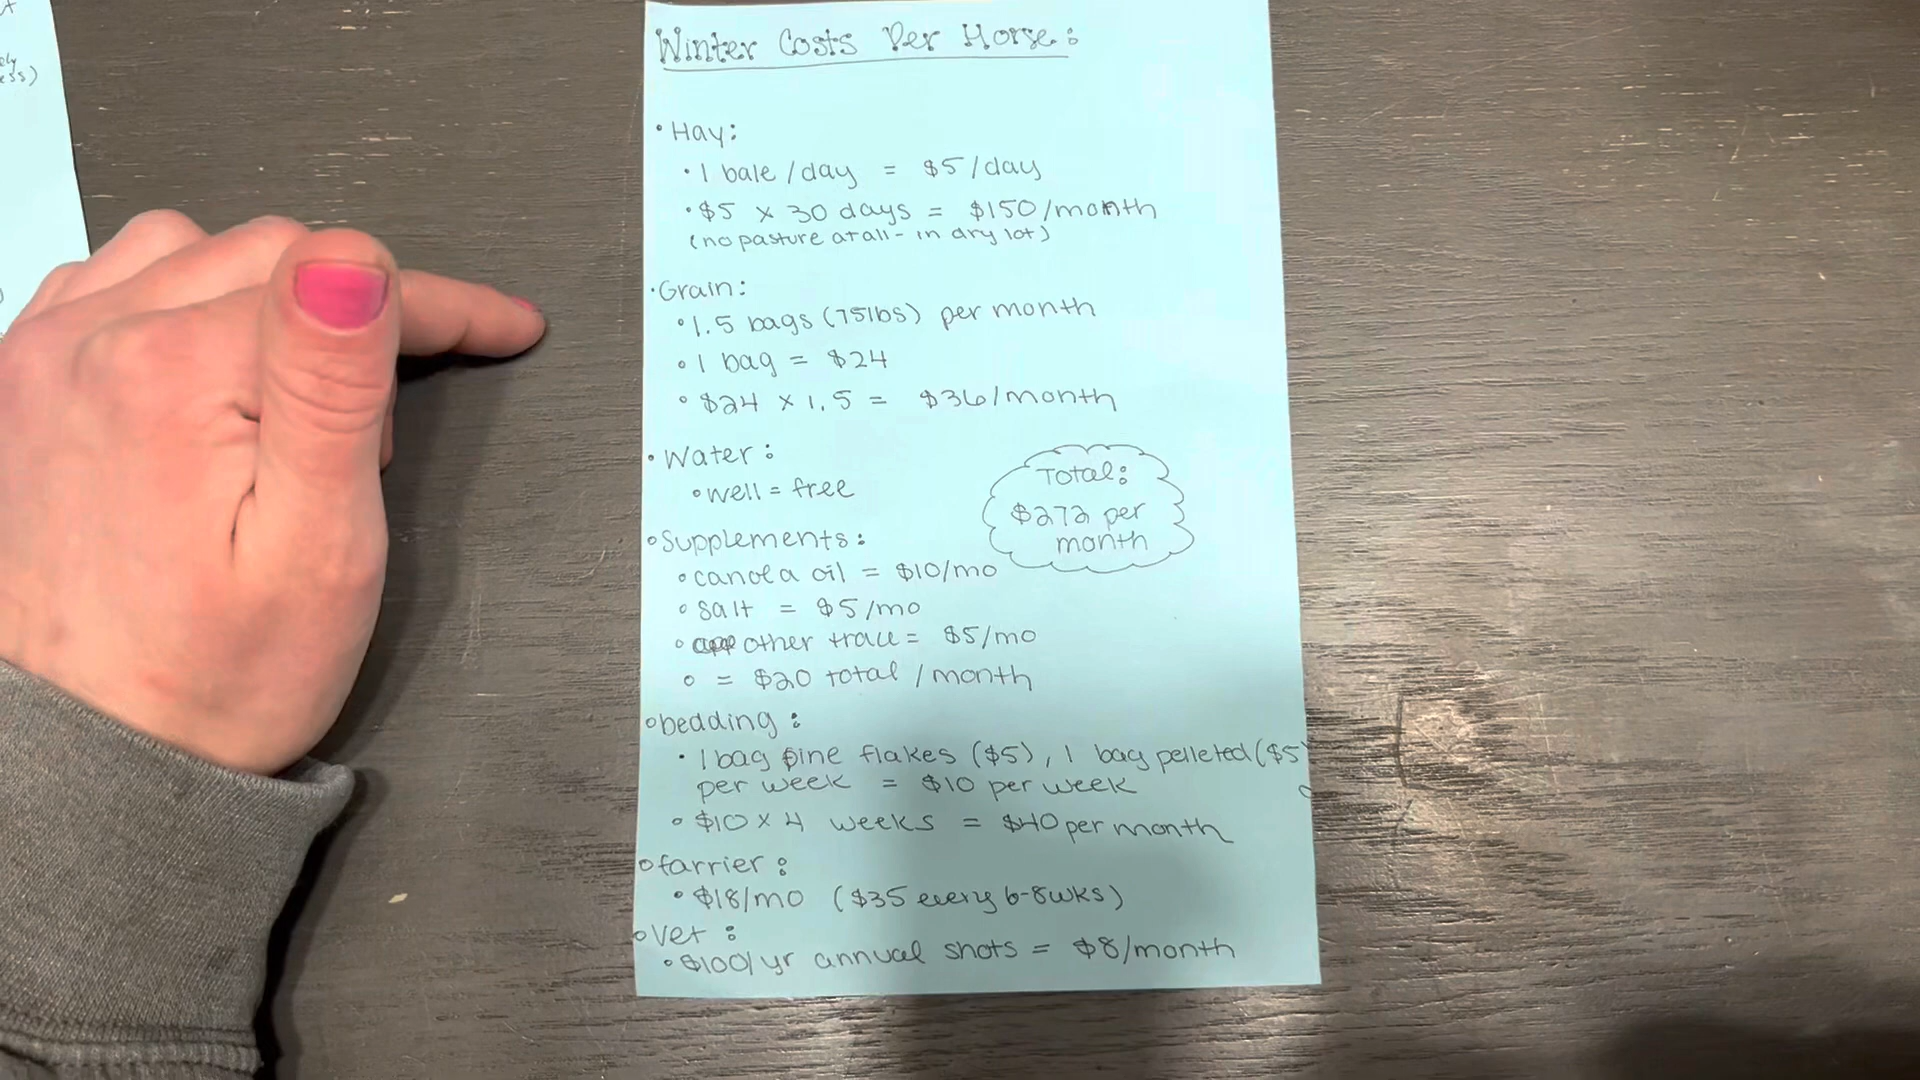 Winter Costs Per Horse:
• Hay:
• 1 bale / day = $5 / day
• $5 x 30 days = $150 /month
(no pasture at all - in dry lot)
• Grain:
• 1.5 bags (75lbs) per month
• 1 bag = $24
• $24 x 1.5 = $36/month
• Water:
• well = free
Total:
$272 per
month
• Supplements:
• canola oil = $10/mo
• salt = $5/mo
• other trace = $5/mo
• = $20 total / month
• bedding:
• 1 bag pine flakes ($5), 1 bag pelleted ($5)
per week = $10 per week
• $10 x 4 weeks = $40 per month
• farrier:
• $18/mo ($35 every 6-8wks)
• Vet:
• $100/yr annual shots = $8/month